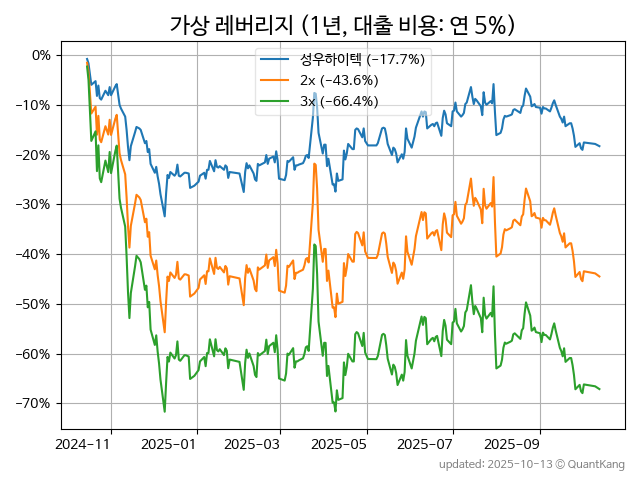 가상 레버리지 (1년, 대출 비용: 연 5%)
성우하이텍 (−17.7%)
2x (−43.6%)
3x (−66.4%)
0%
−10%
−20%
−30%
−40%
−50%
−60%
−70%
2024-11 2025-01 2025-03 2025-05 2025-07 2025-09
updated: 2025-10-13 ⓒ QuantKang